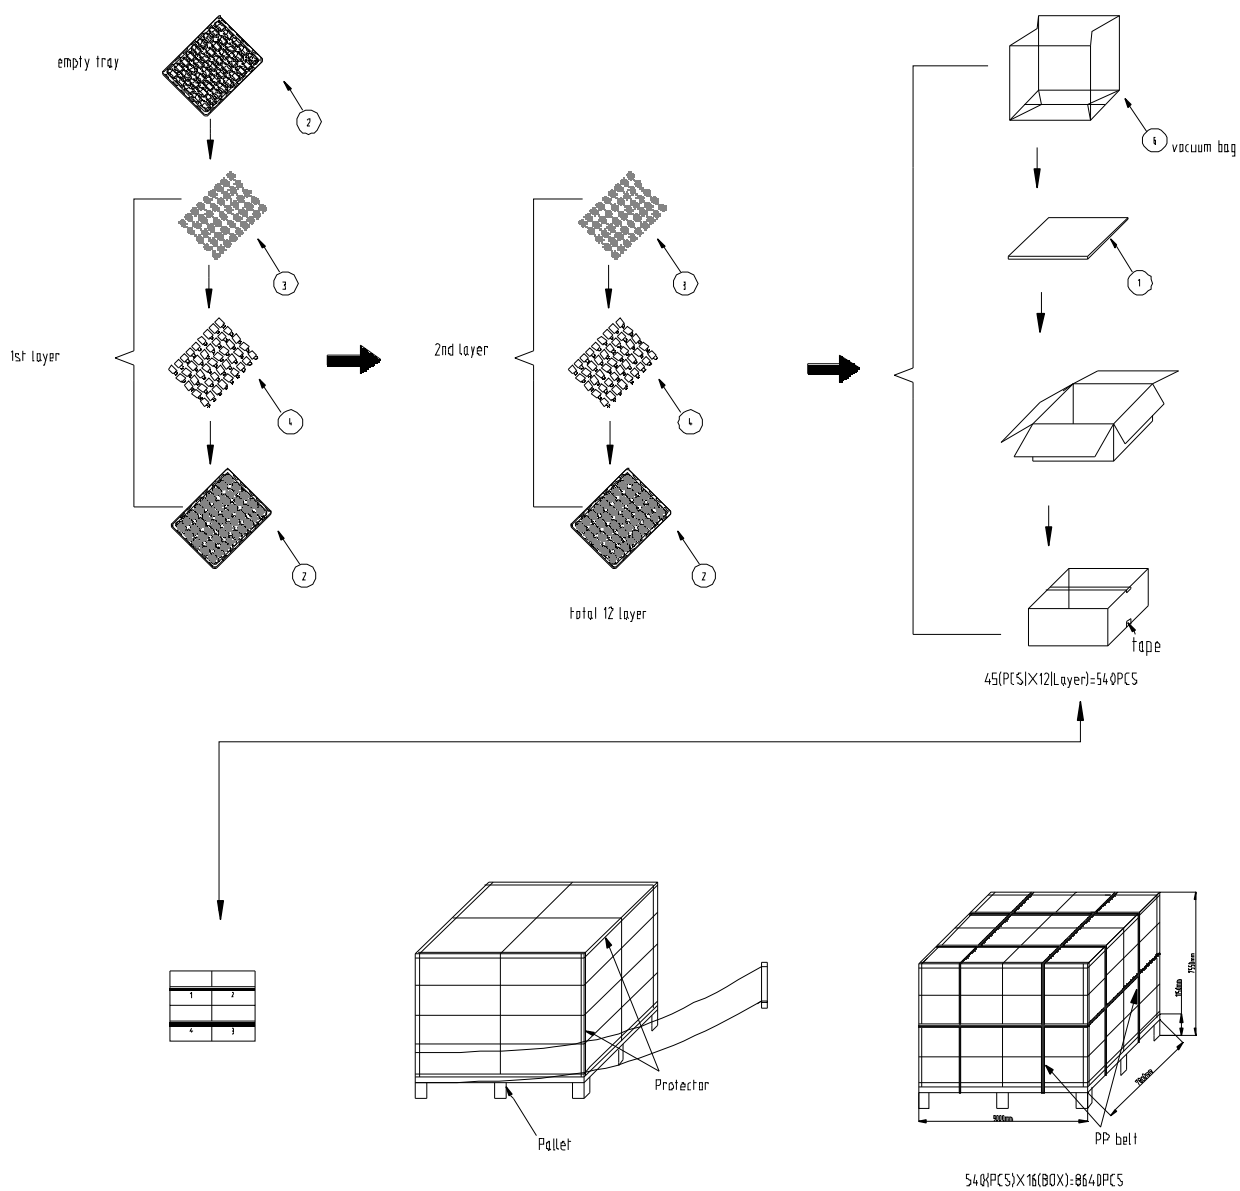 empty tray
2
3
1st layer
4
2
3
2nd layer
4
2
total 12 layer
6
vacuum bag
1
tape
45(PCS)X12(Layer)=540PCS
1 2
4 3
Protector
Pallet
750mm
PP belt
540(PCS)X16(BOX)=8640PCS